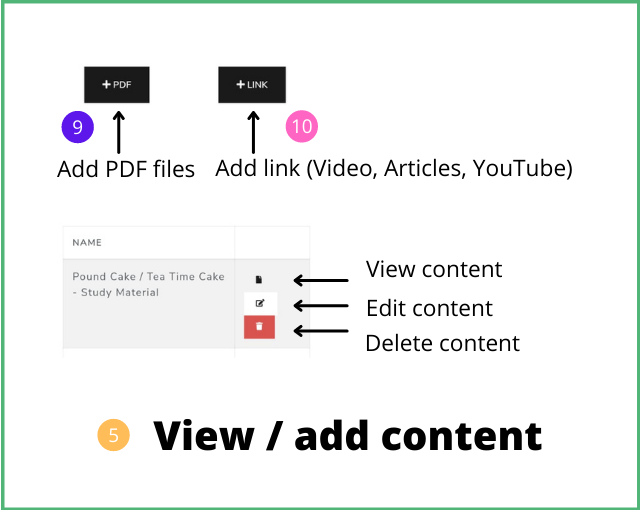 + PDF
+ LINK
9
10
Add PDF files
Add link (Video, Articles, YouTube)
NAME
Pound Cake / Tea Time Cake
- Study Material
View content
Edit content
Delete content
5
View / add content